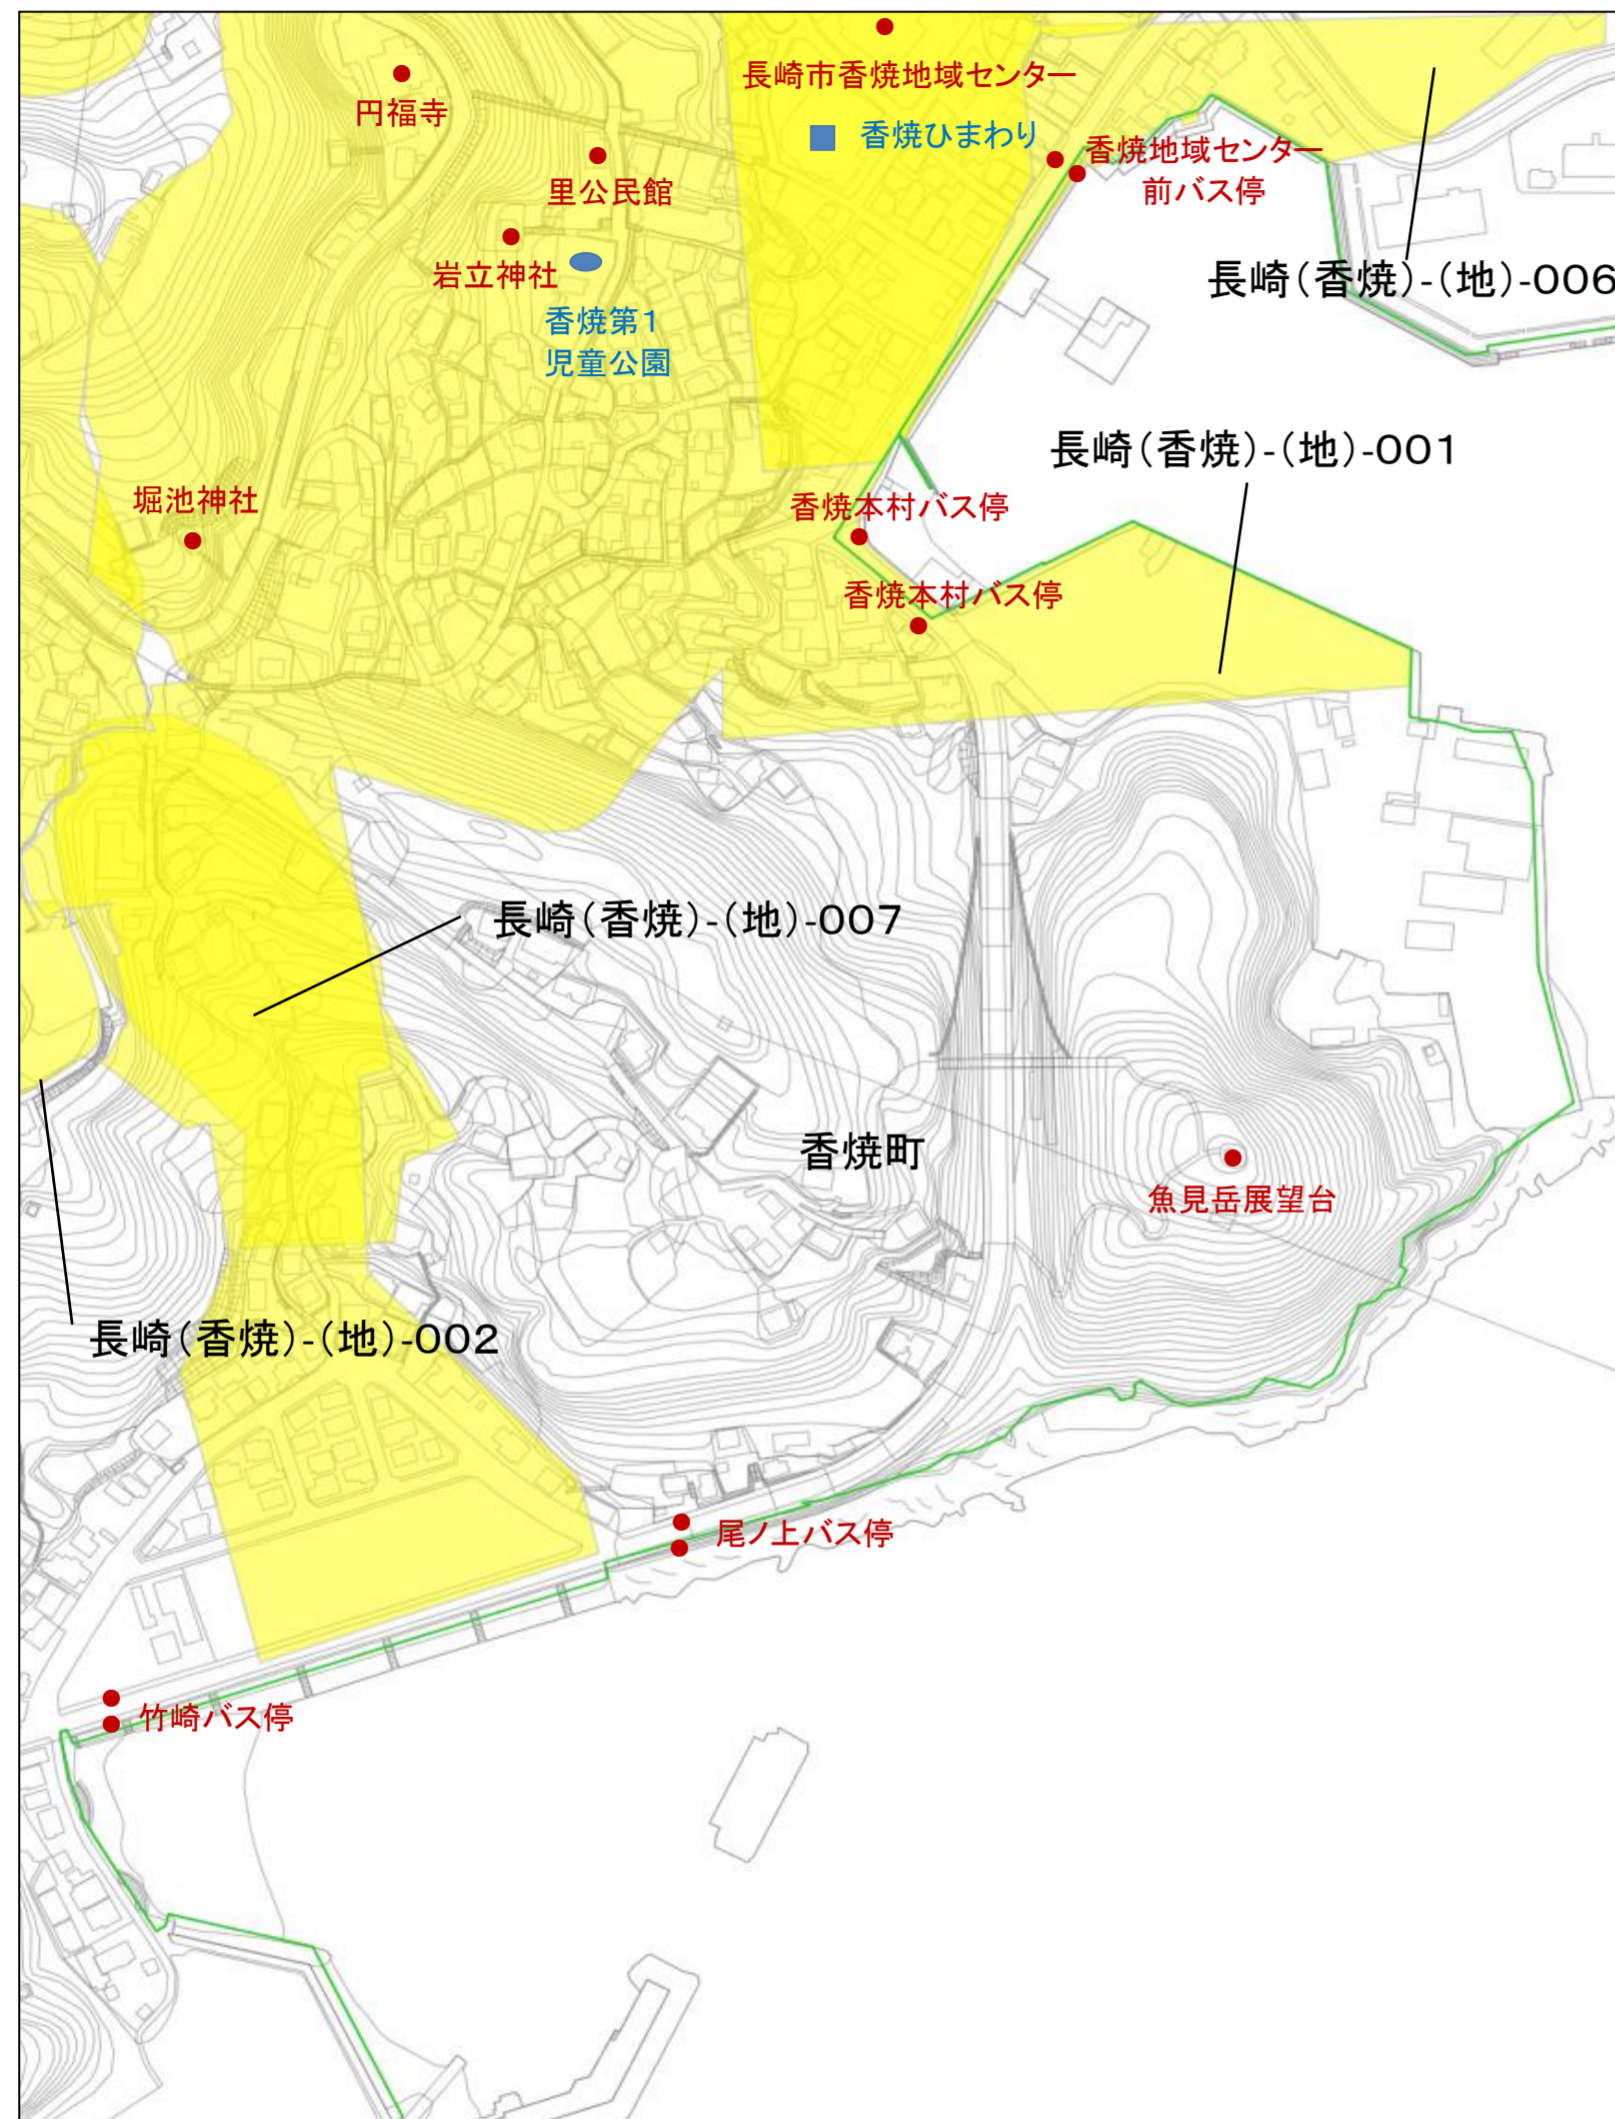 長崎市香焼地域センター
円福寺
香焼ひまわり
香焼地域センター
前バス停
里公民館
岩立神社
長崎(香焼)-(地)-006
香焼第1
児童公園
長崎(香焼)-(地)-001
堀池神社
香焼本村バス停
香焼本村バス停
長崎(香焼)-(地)-007
香焼町
魚見岳展望台
長崎(香焼)-(地)-002
尾ノ上バス停
竹崎バス停